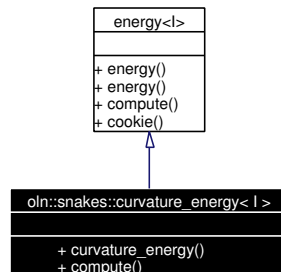 energy<I>
+ energy()
+ energy()
+ compute()
+ cookie()
oln::snakes::curvature_energy< I >
+ curvature_energy()
+ compute()